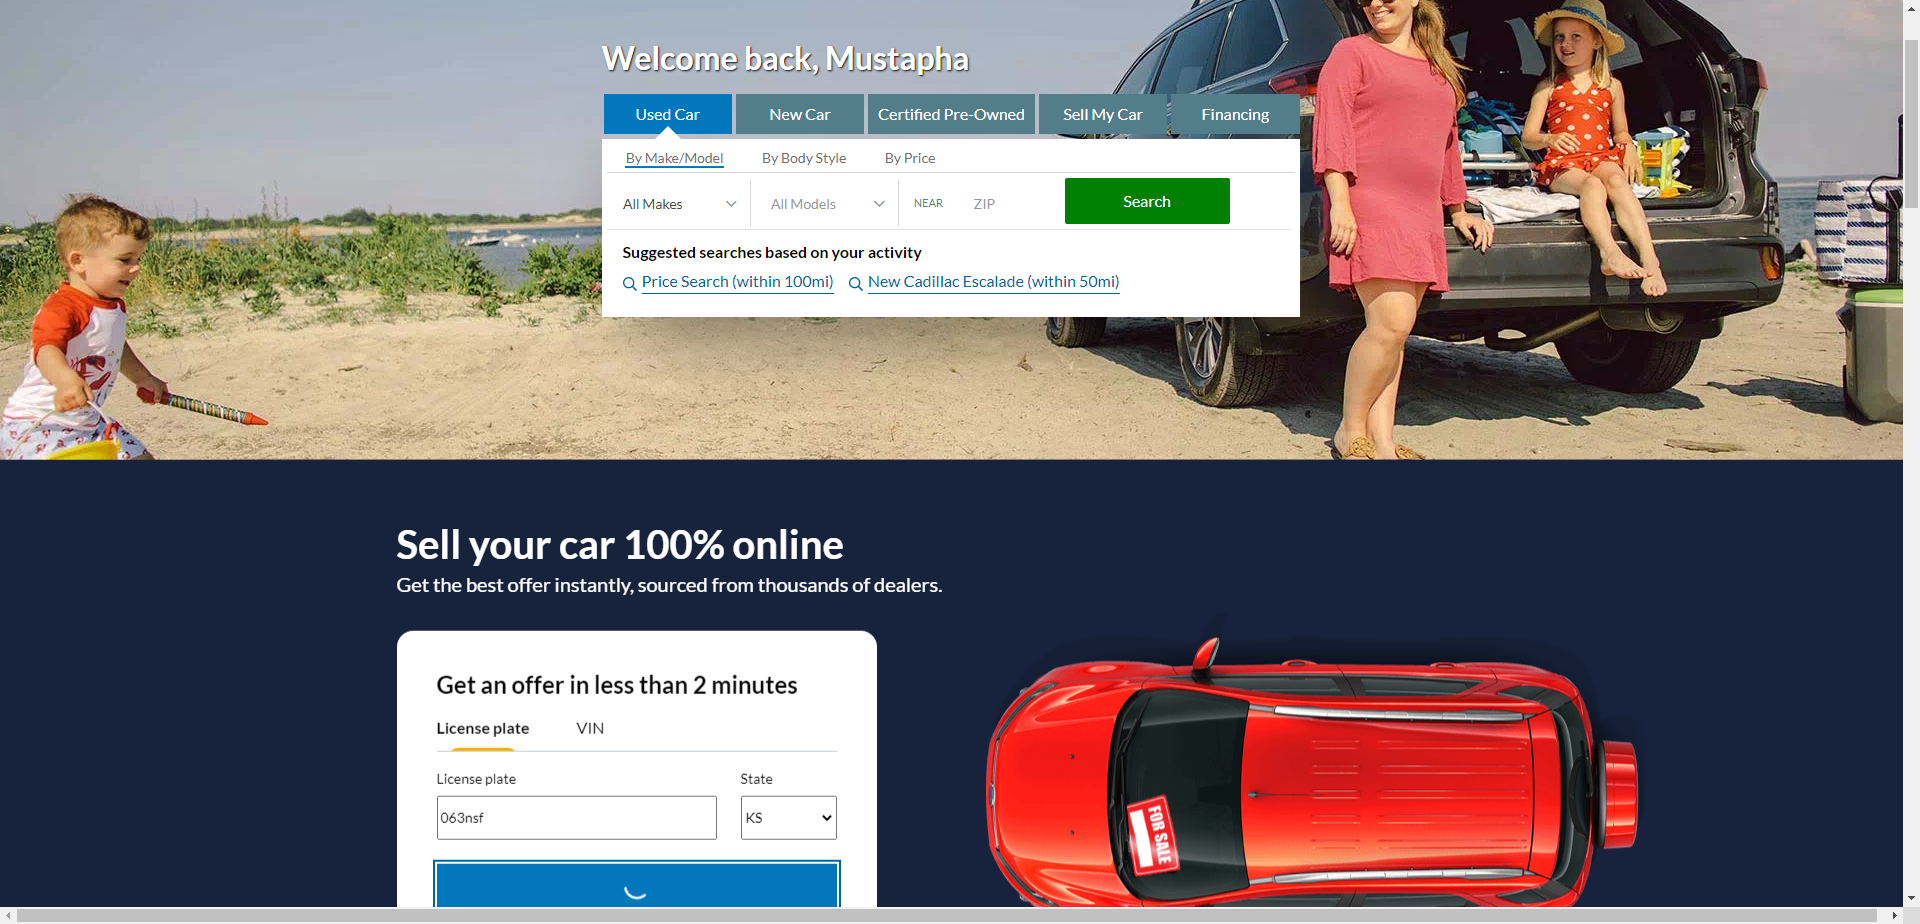 Welcome back, Mustapha
Used Car
New Car
Certified Pre-Owned
Sell My Car
Financing
By Make/Model
By Body Style
By Price
All Makes
All Models
NEAR
ZIP
Search
Suggested searches based on your activity
Price Search (within 100mi)
New Cadillac Escalade (within 50mi)
Sell your car 100% online
Get the best offer instantly, sourced from thousands of dealers.
Get an offer in less than 2 minutes
License plate
VIN
License plate
State
063nsf
KS
FOR SALE